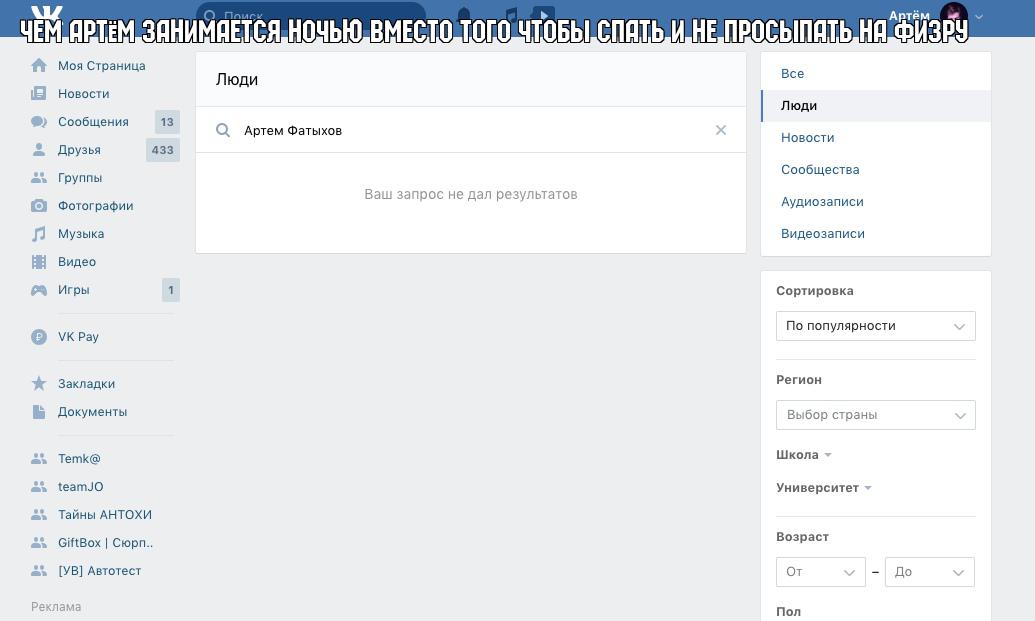 Поиск
Артём
ЧЕМ АРТЁМ ЗАНИМАЕТСЯ НОЧЬЮ ВМЕСТО ТОГО ЧТОБЫ СПАТЬ И НЕ ПРОСЫПАТЬ НА ФИЗРУ
Моя Страница
Новости
Сообщения 13
Друзья 433
Группы
Фотографии
Музыка
Видео
Игры 1
VK Pay
Закладки
Документы
Temk@
teamJO
Тайны АНТОХИ
GiftBox | Сюрп..
[УВ] Автотест
Реклама
Люди
Артем Фатыхов
Ваш запрос не дал результатов
Все
Люди
Новости
Сообщества
Аудиозаписи
Видеозаписи
Сортировка
По популярности
Регион
Выбор страны
Школа
Университет
Возраст
От – До
Пол